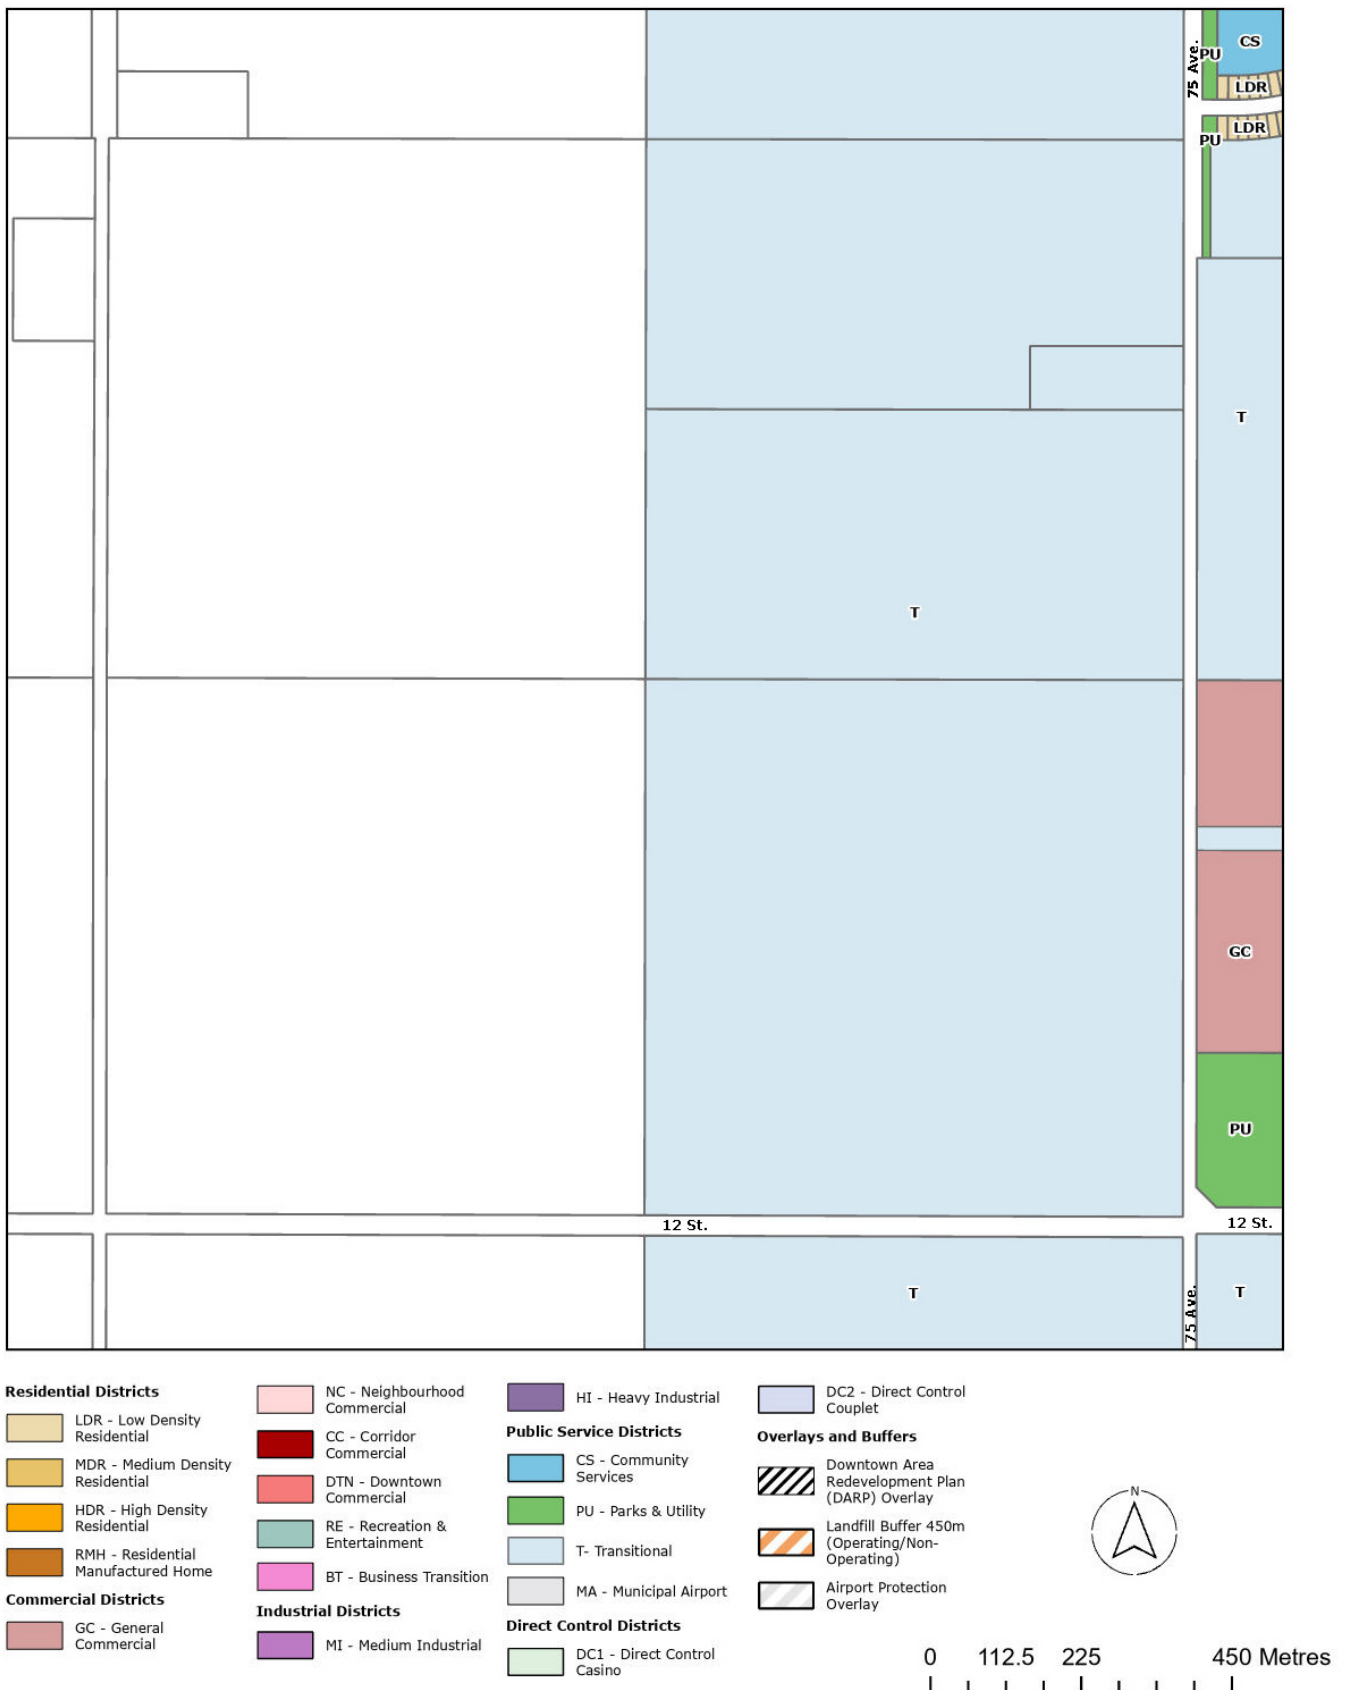 75 Ave.
PU
CS
LDR
LDR
PU
T
T
GC
PU
12 St.
12 St.
T
75 Ave.
T
Residential Districts
LDR - Low Density
Residential
MDR - Medium Density
Residential
HDR - High Density
Residential
RMH - Residential
Manufactured Home
Commercial Districts
GC - General
Commercial
NC - Neighbourhood
Commercial
CC - Corridor
Commercial
DTN - Downtown
Commercial
RE - Recreation &
Entertainment
BT - Business Transition
Industrial Districts
MI - Medium Industrial
HI - Heavy Industrial
Public Service Districts
CS - Community
Services
PU - Parks & Utility
T- Transitional
MA - Municipal Airport
Direct Control Districts
DC1 - Direct Control
Casino
DC2 - Direct Control
Couplet
Overlays and Buffers
Downtown Area
Redevelopment Plan
(DARP) Overlay
Landfill Buffer 450m
(Operating/Non-
Operating)
Airport Protection
Overlay
N
0 112.5 225 450 Metres